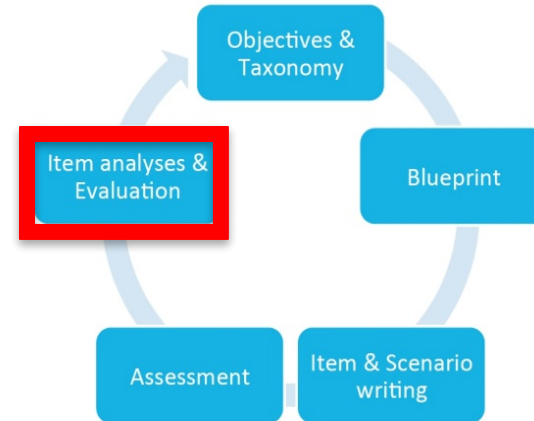 Objectives &
Taxonomy
Blueprint
Item & Scenario
writing
Assessment
Item analyses &
Evaluation